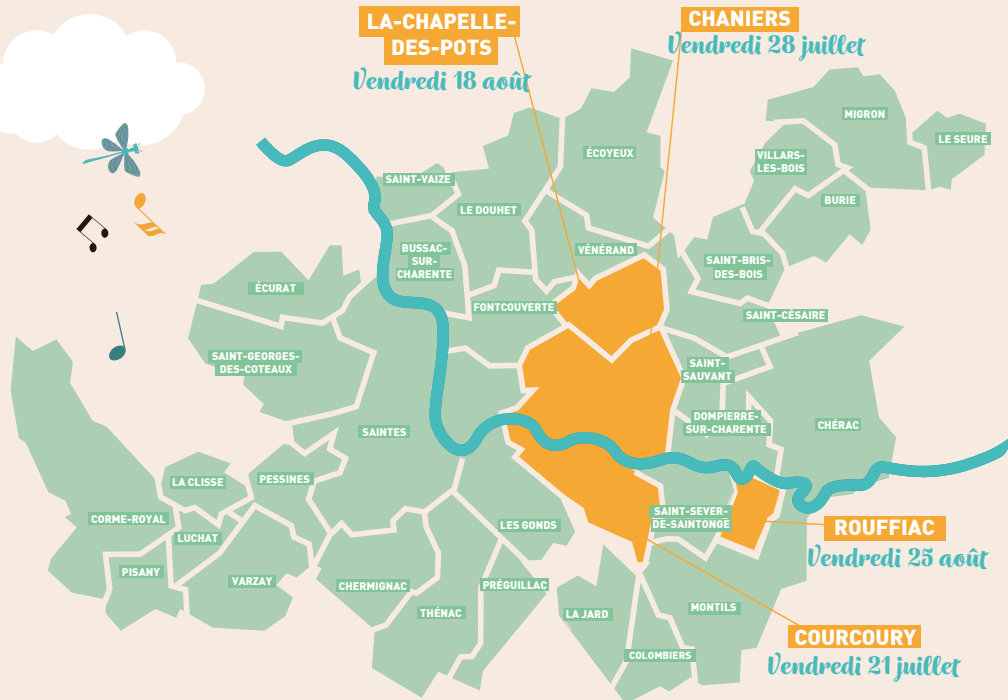 LA-CHAPELLE-
DES-POTS
Vendredi 18 août
CHANIERS
Vendredi 28 juillet
MIGRON
LE SEURE
ÉCOYEUX
VILLARS-
LES-BOIS
SAINT-VAIZE
BURIE
LE DOUHET
BUSSAC-
SUR-
CHARENTE
VÉNÉRAND
SAINT-BRIS-
DES-BOIS
ÉCURAT
FONTCOUVERTE
SAINT-CÉSAIRE
SAINT-GEORGES-
DES-COTEAUX
SAINT-
SAUVANT
DOMPIERRE-
SUR-CHARENTE
CHÉRAC
SAINTES
LA CLISSE
PESSINES
CORME-ROYAL
LUCHAT
LES GONDS
SAINT-SEVER-
DE-SAINTONGE
ROUFFIAC
Vendredi 25 août
PISANY
VARZAY
CHERMIGNAC
PRÉGUILLAC
THÉNAC
LA JARD
MONTILS
COURCOURY
Vendredi 21 juillet
COLOMBIERS